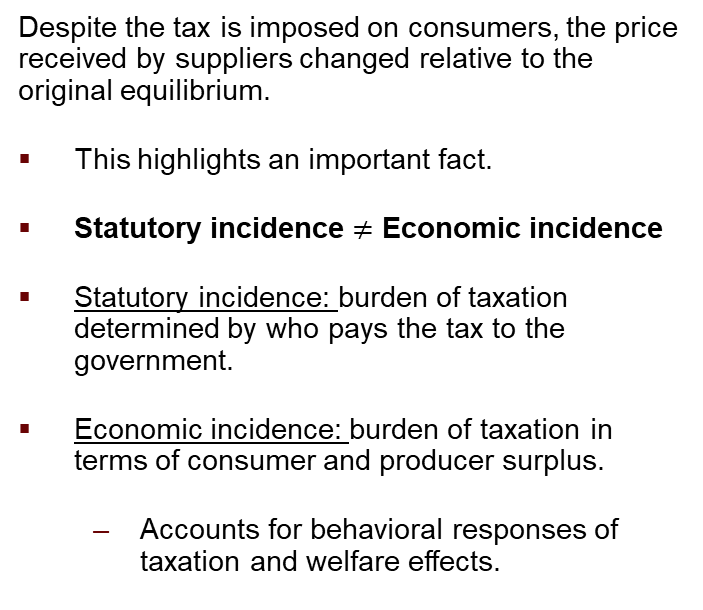 Despite the tax is imposed on consumers, the price
received by suppliers changed relative to the
original equilibrium.
▪ This highlights an important fact.
▪ Statutory incidence ≠ Economic incidence
▪ Statutory incidence: burden of taxation
determined by who pays the tax to the
government.
▪ Economic incidence: burden of taxation in
terms of consumer and producer surplus.
– Accounts for behavioral responses of
taxation and welfare effects.